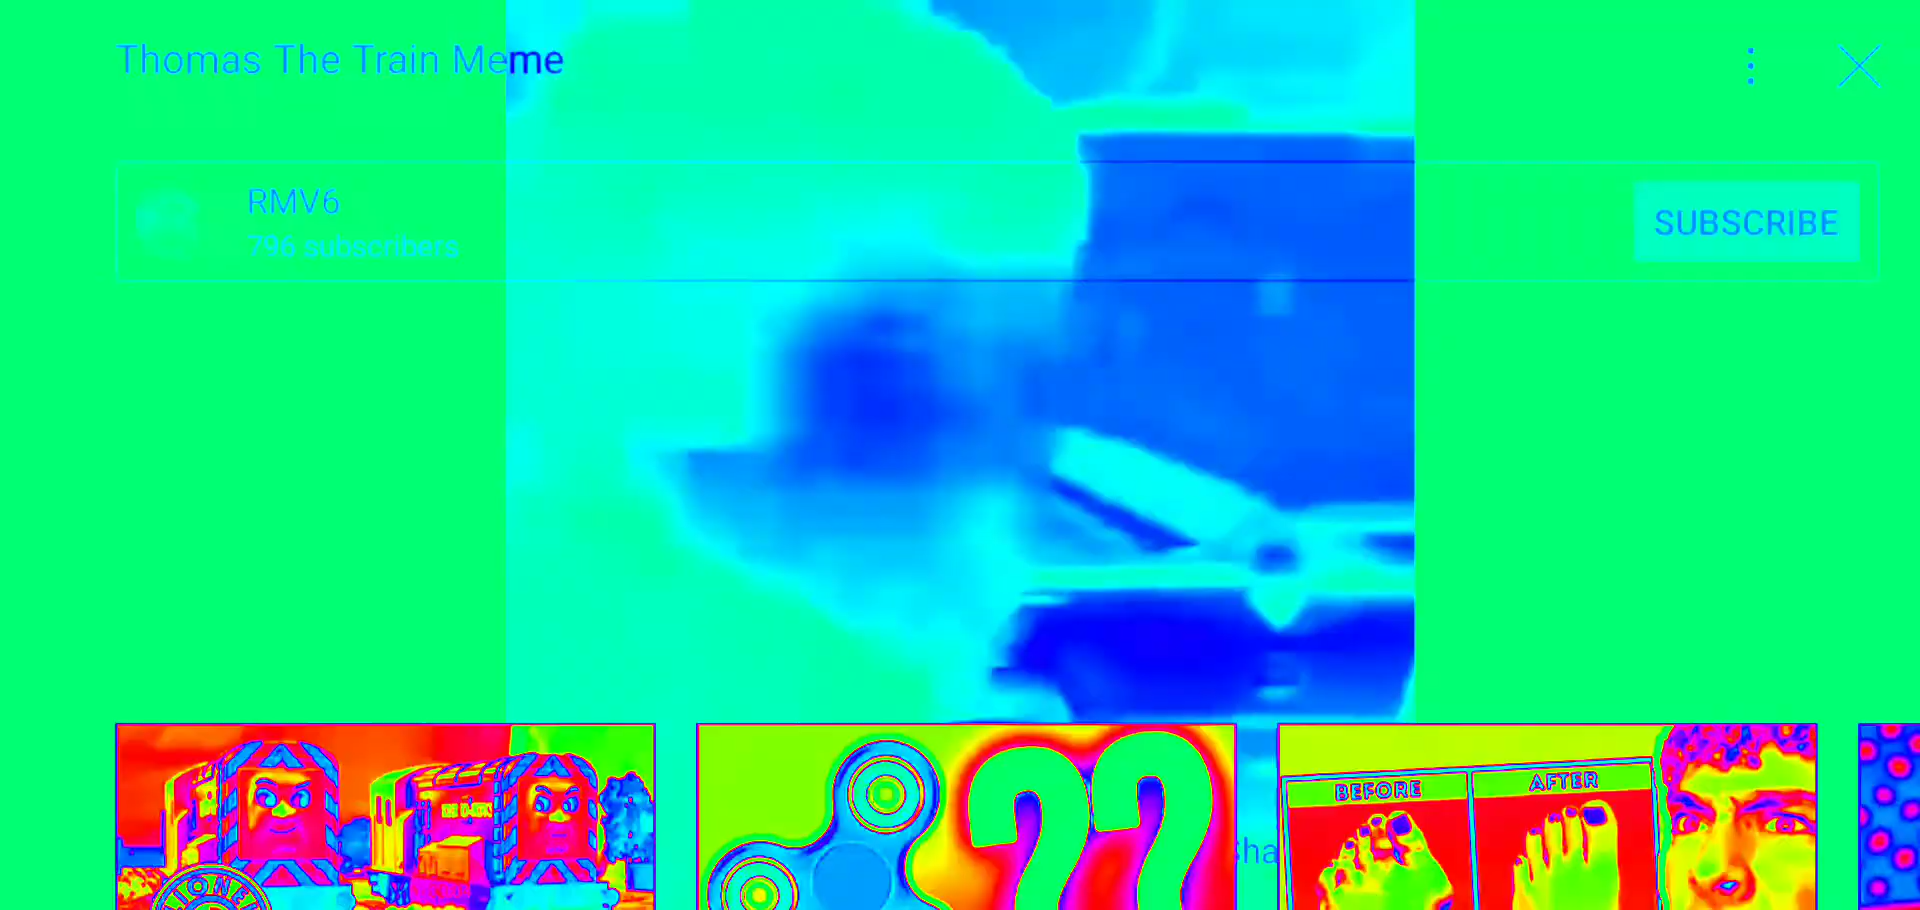 Thomas The Train Meme
RMV6
796 subscribers
SUBSCRIBE
BEFORE
AFTER